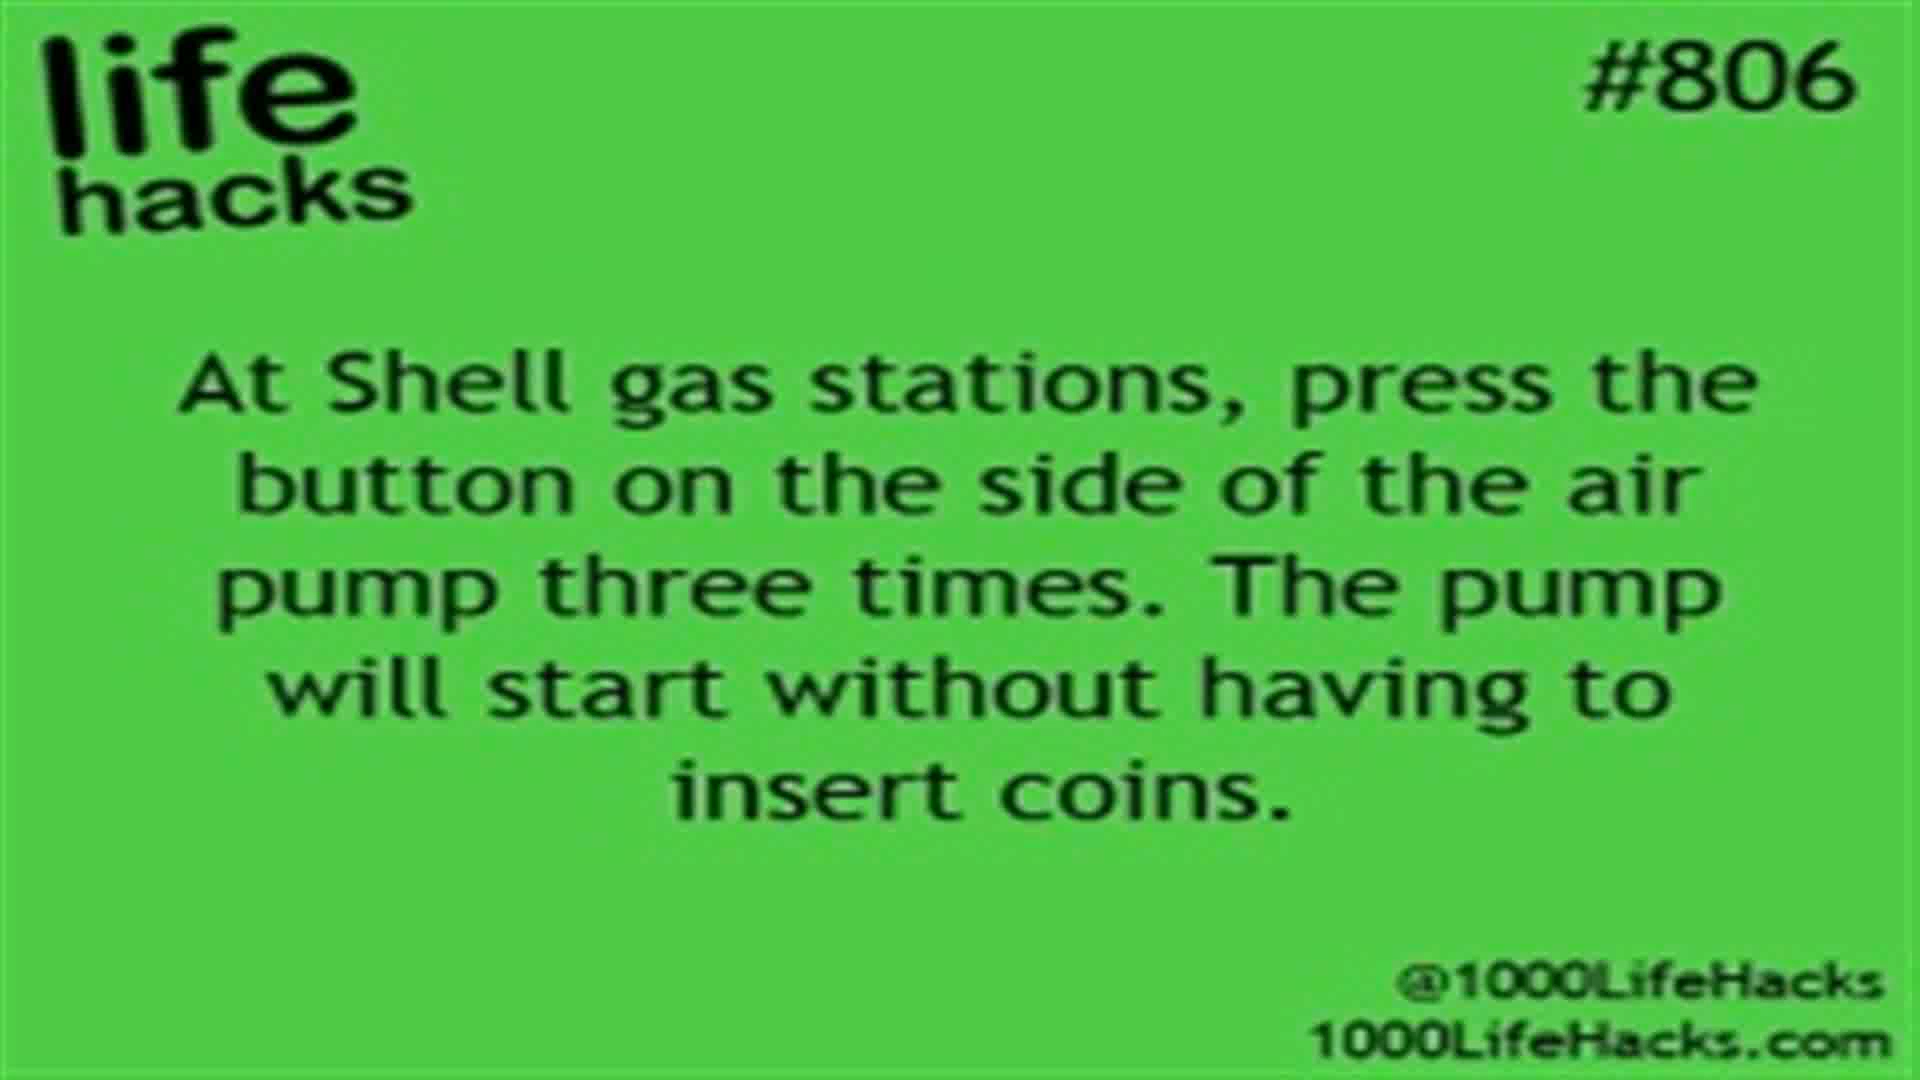 life
hacks
#806
At Shell gas stations, press the
button on the side of the air
pump three times. The pump
will start without having to
insert coins.
@1000LifeHacks
1000LifeHacks.com